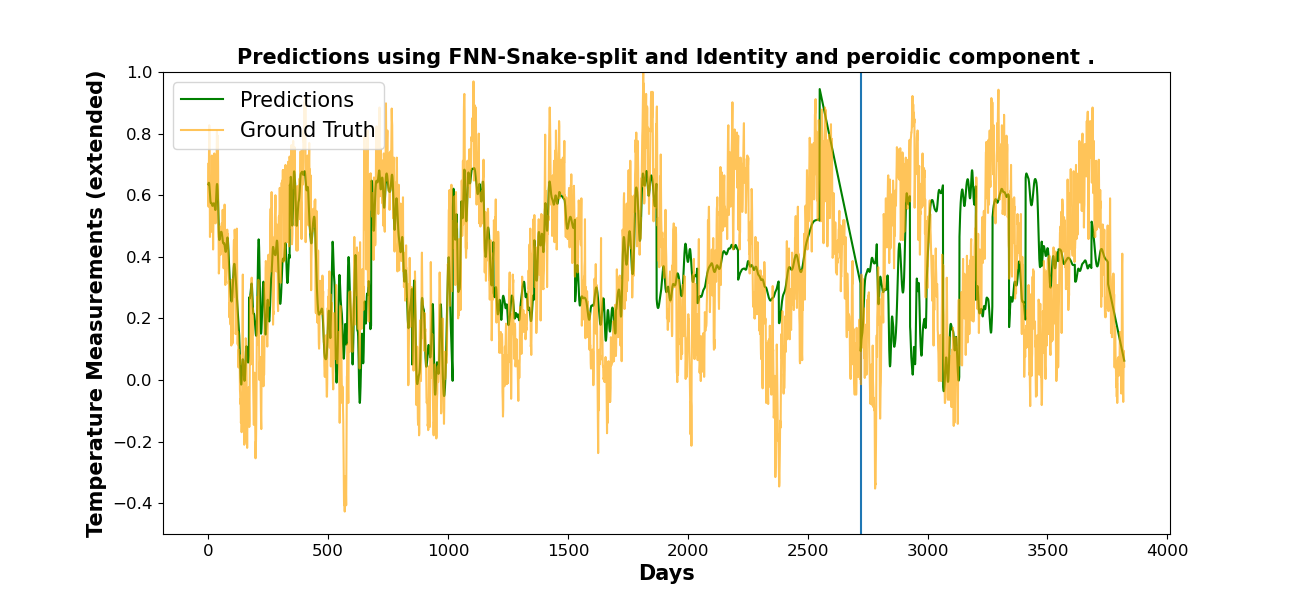 Predictions using FNN-Snake-split and Identity and peroidic component .
Temperature Measurements (extended)
1.0
0.8
0.6
0.4
0.2
0.0
−0.2
−0.4
Predictions
Ground Truth
0 500 1000 1500 2000 2500 3000 3500 4000
Days